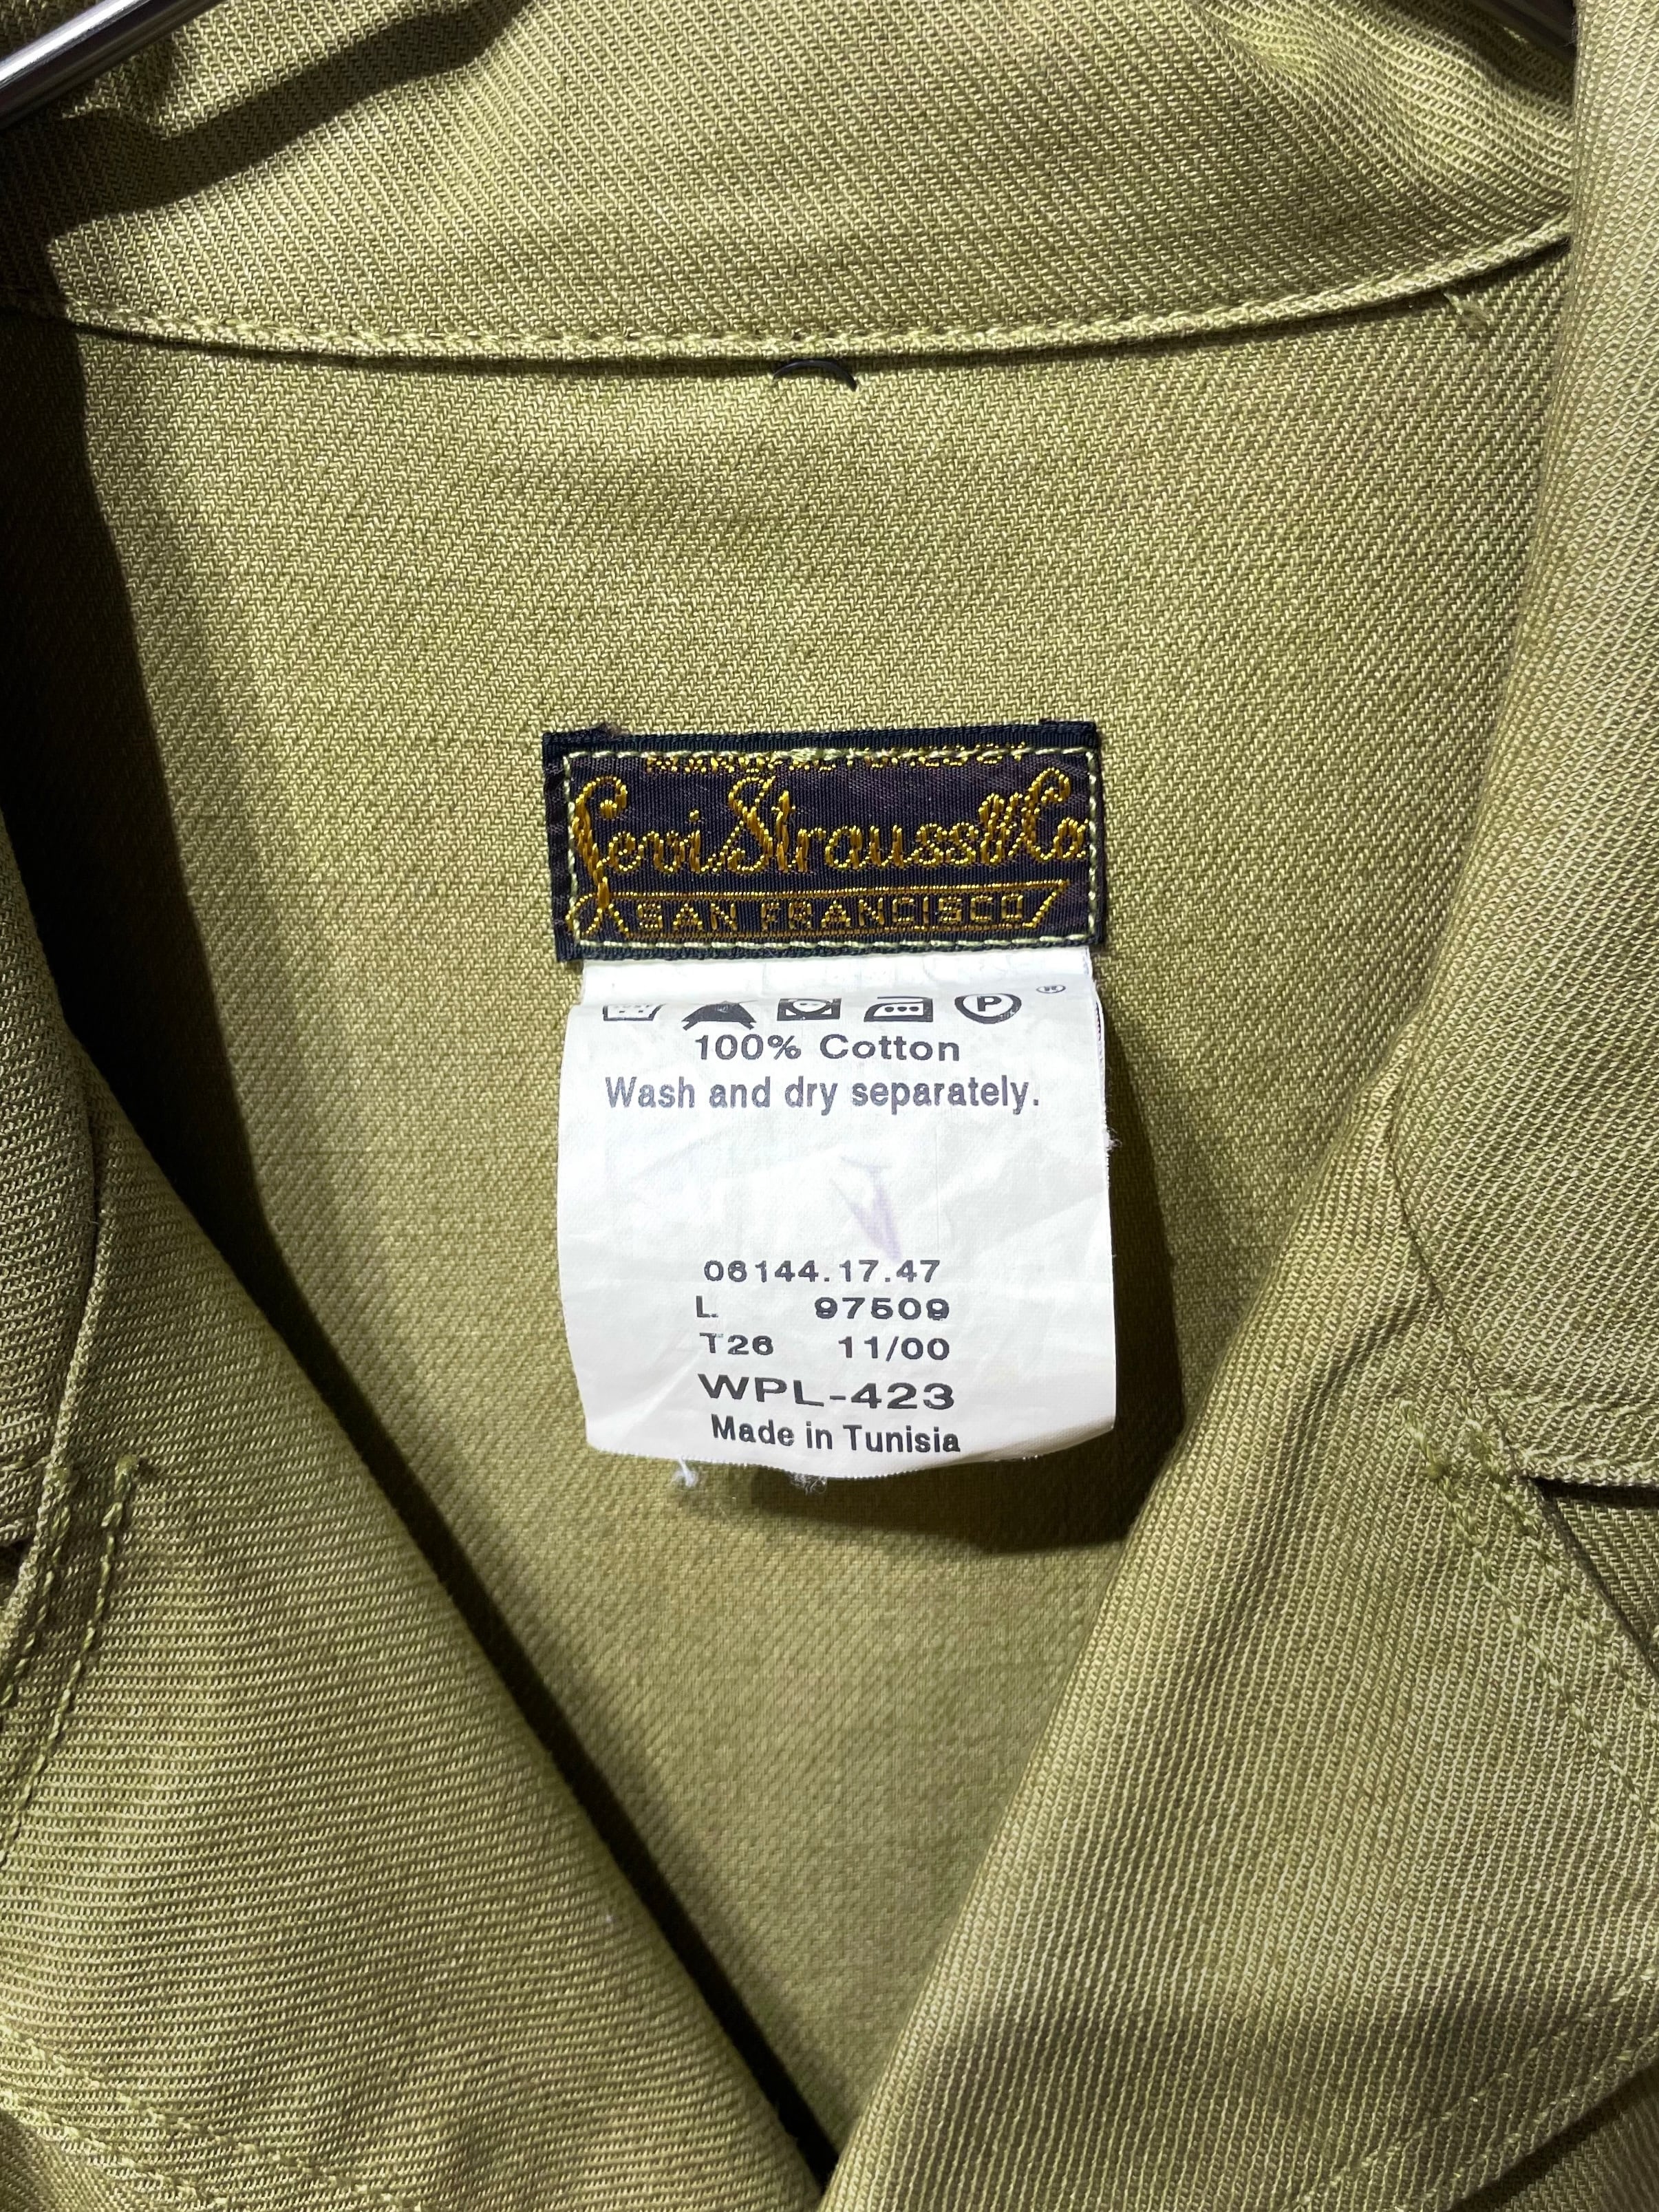 Levi Strauss & Co
SAN FRANCISCO
P ®
100% Cotton
Wash and dry separately.
06144.17.47
L 97509
T26 11/00
WPL-423
Made in Tunisia